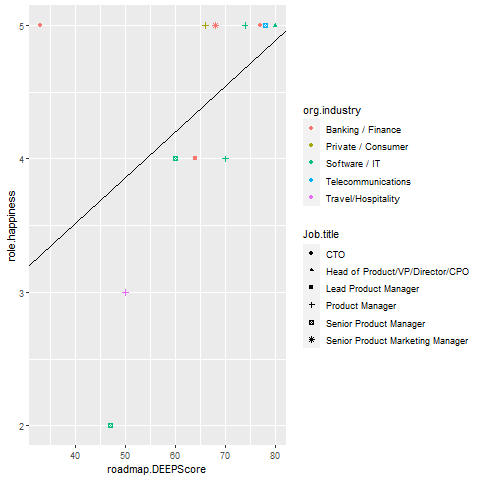 5
4
3
2
role.happiness
40
50
60
70
80
roadmap.DEEPScore
org.industry
Banking / Finance
Private / Consumer
Software / IT
Telecommunications
Travel/Hospitality
Job.title
CTO
Head of Product/VP/Director/CPO
Lead Product Manager
Product Manager
Senior Product Manager
Senior Product Marketing Manager